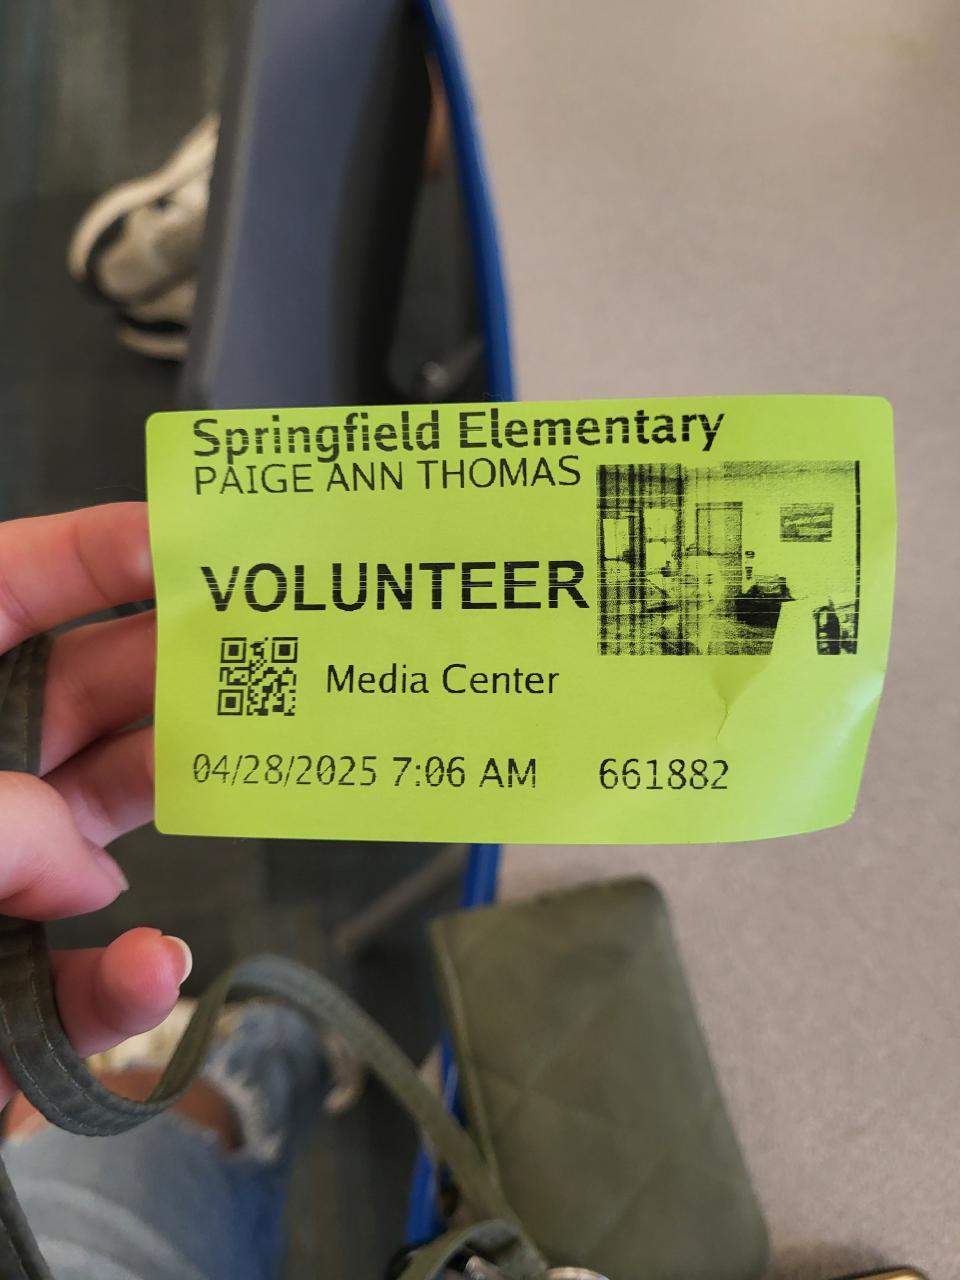 Springfield Elementary
PAIGE ANN THOMAS
VOLUNTEER
Media Center
04/28/2025 7:06 AM 661882